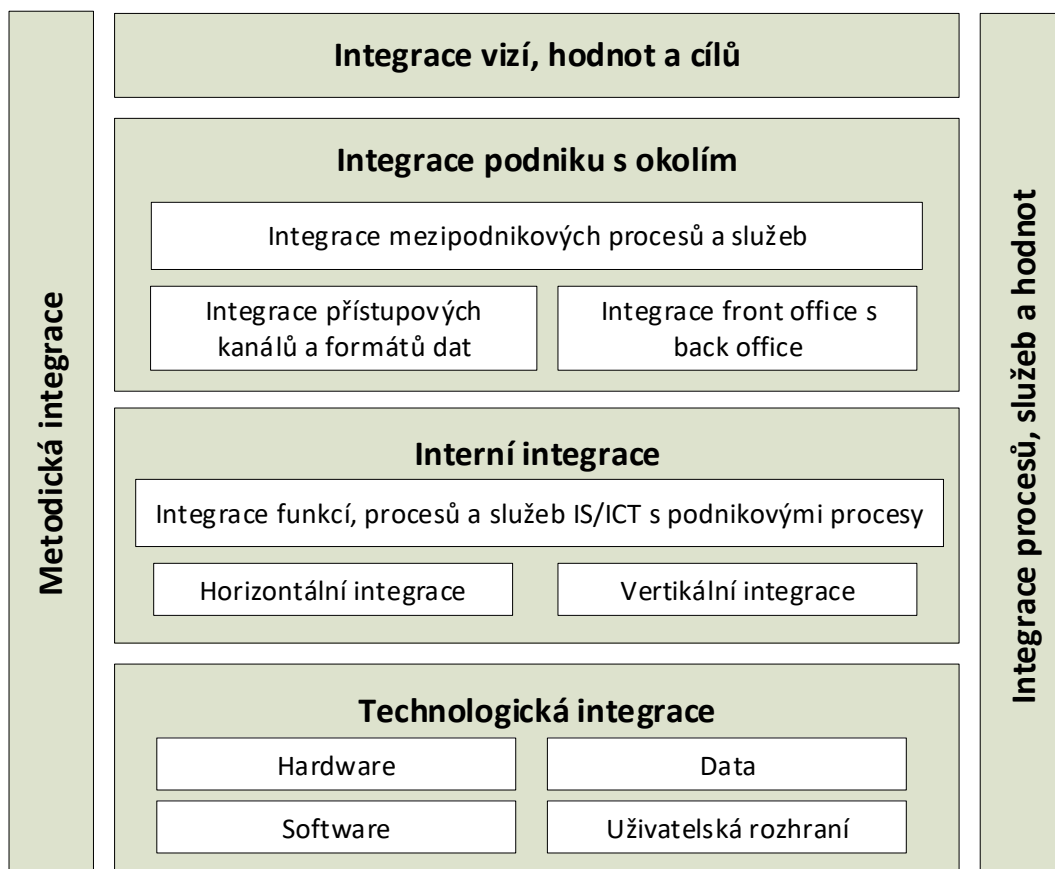 Metodická integrace
Integrace vizí, hodnot a cílů
Integrace podniku s okolím
Integrace mezipodnikových procesů a služeb
Integrace přístupových
kanálů a formátů dat
Integrace front office s
back office
Interní integrace
Integrace funkcí, procesů a služeb IS/ICT s podnikovými procesy
Horizontální integrace
Vertikální integrace
Technologická integrace
Hardware
Data
Software
Uživatelská rozhraní
Integrace procesů, služeb a hodnot